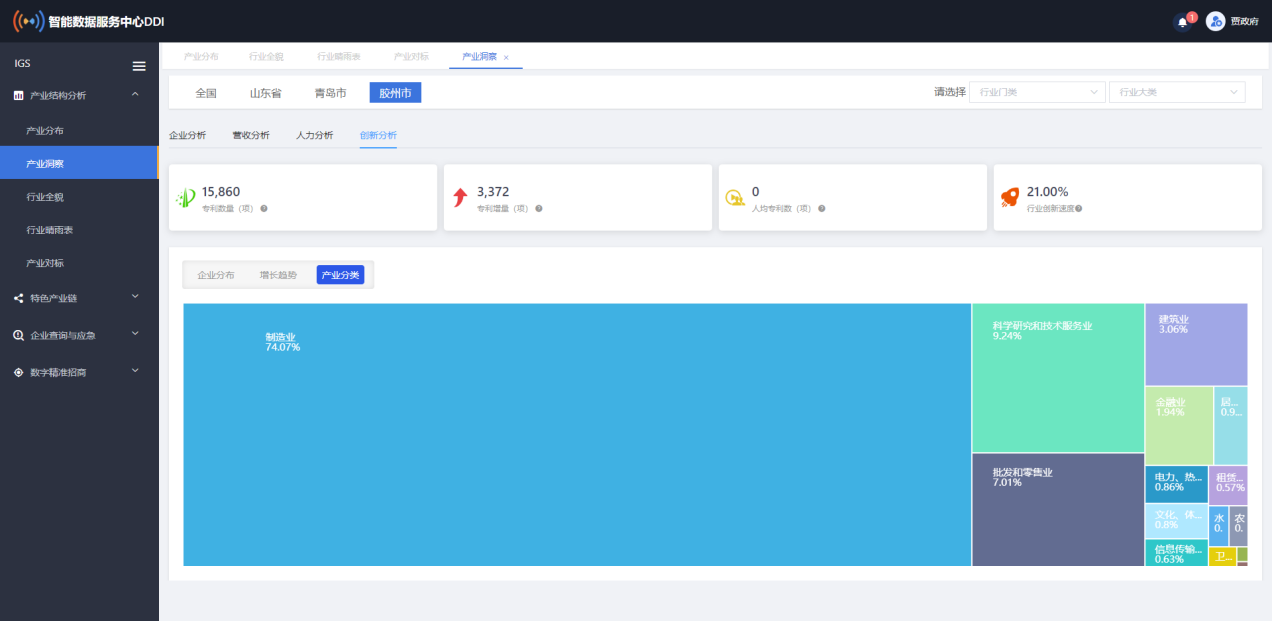 智能数据服务中心DDI
1
贾政府
IGS
产业结构分析
产业分布
产业洞察
行业全貌
行业晴雨表
产业对标
特色产业链
企业查询与应急
数字精准招商
产业分布
行业全貌
行业晴雨表
产业对标
产业洞察 ×
全国
山东省
青岛市
胶州市
请选择
行业门类
行业大类
企业分析
营收分析
人力分析
创新分析
15,860
专利数量（项）
3,372
专利增量（项）
0
人均专利数（项）
21.00%
行业创新速度
企业分布
增长趋势
产业分类
制造业
74.07%
科学研究和技术服务业
9.24%
批发和零售业
7.01%
建筑业
3.06%
金融业
1.94%
居...
0.9...
电力、热...
0.86%
租赁...
0.57%
文化、体...
0.8%
水
0.
农
0.
信息传输...
0.63%
卫...